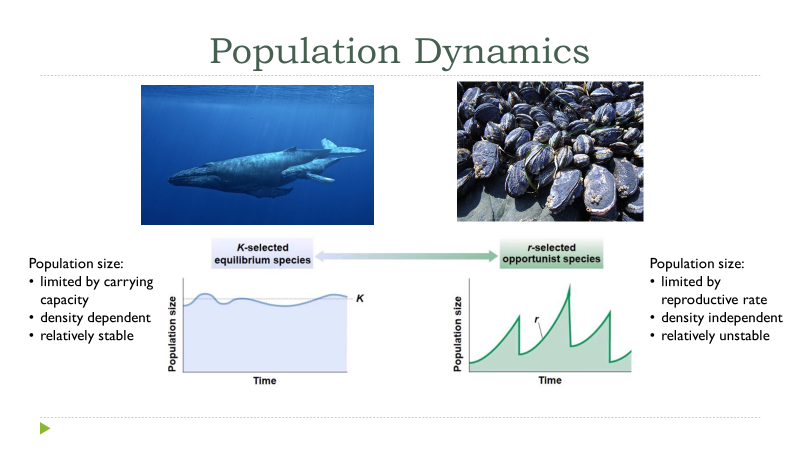 Population Dynamics
K-selected
equilibrium species
r-selected
opportunist species
Population size:
• limited by carrying
capacity
• density dependent
• relatively stable
Population size
K
Time
Population size
r
Time
Population size:
• limited by
reproductive rate
• density independent
• relatively unstable